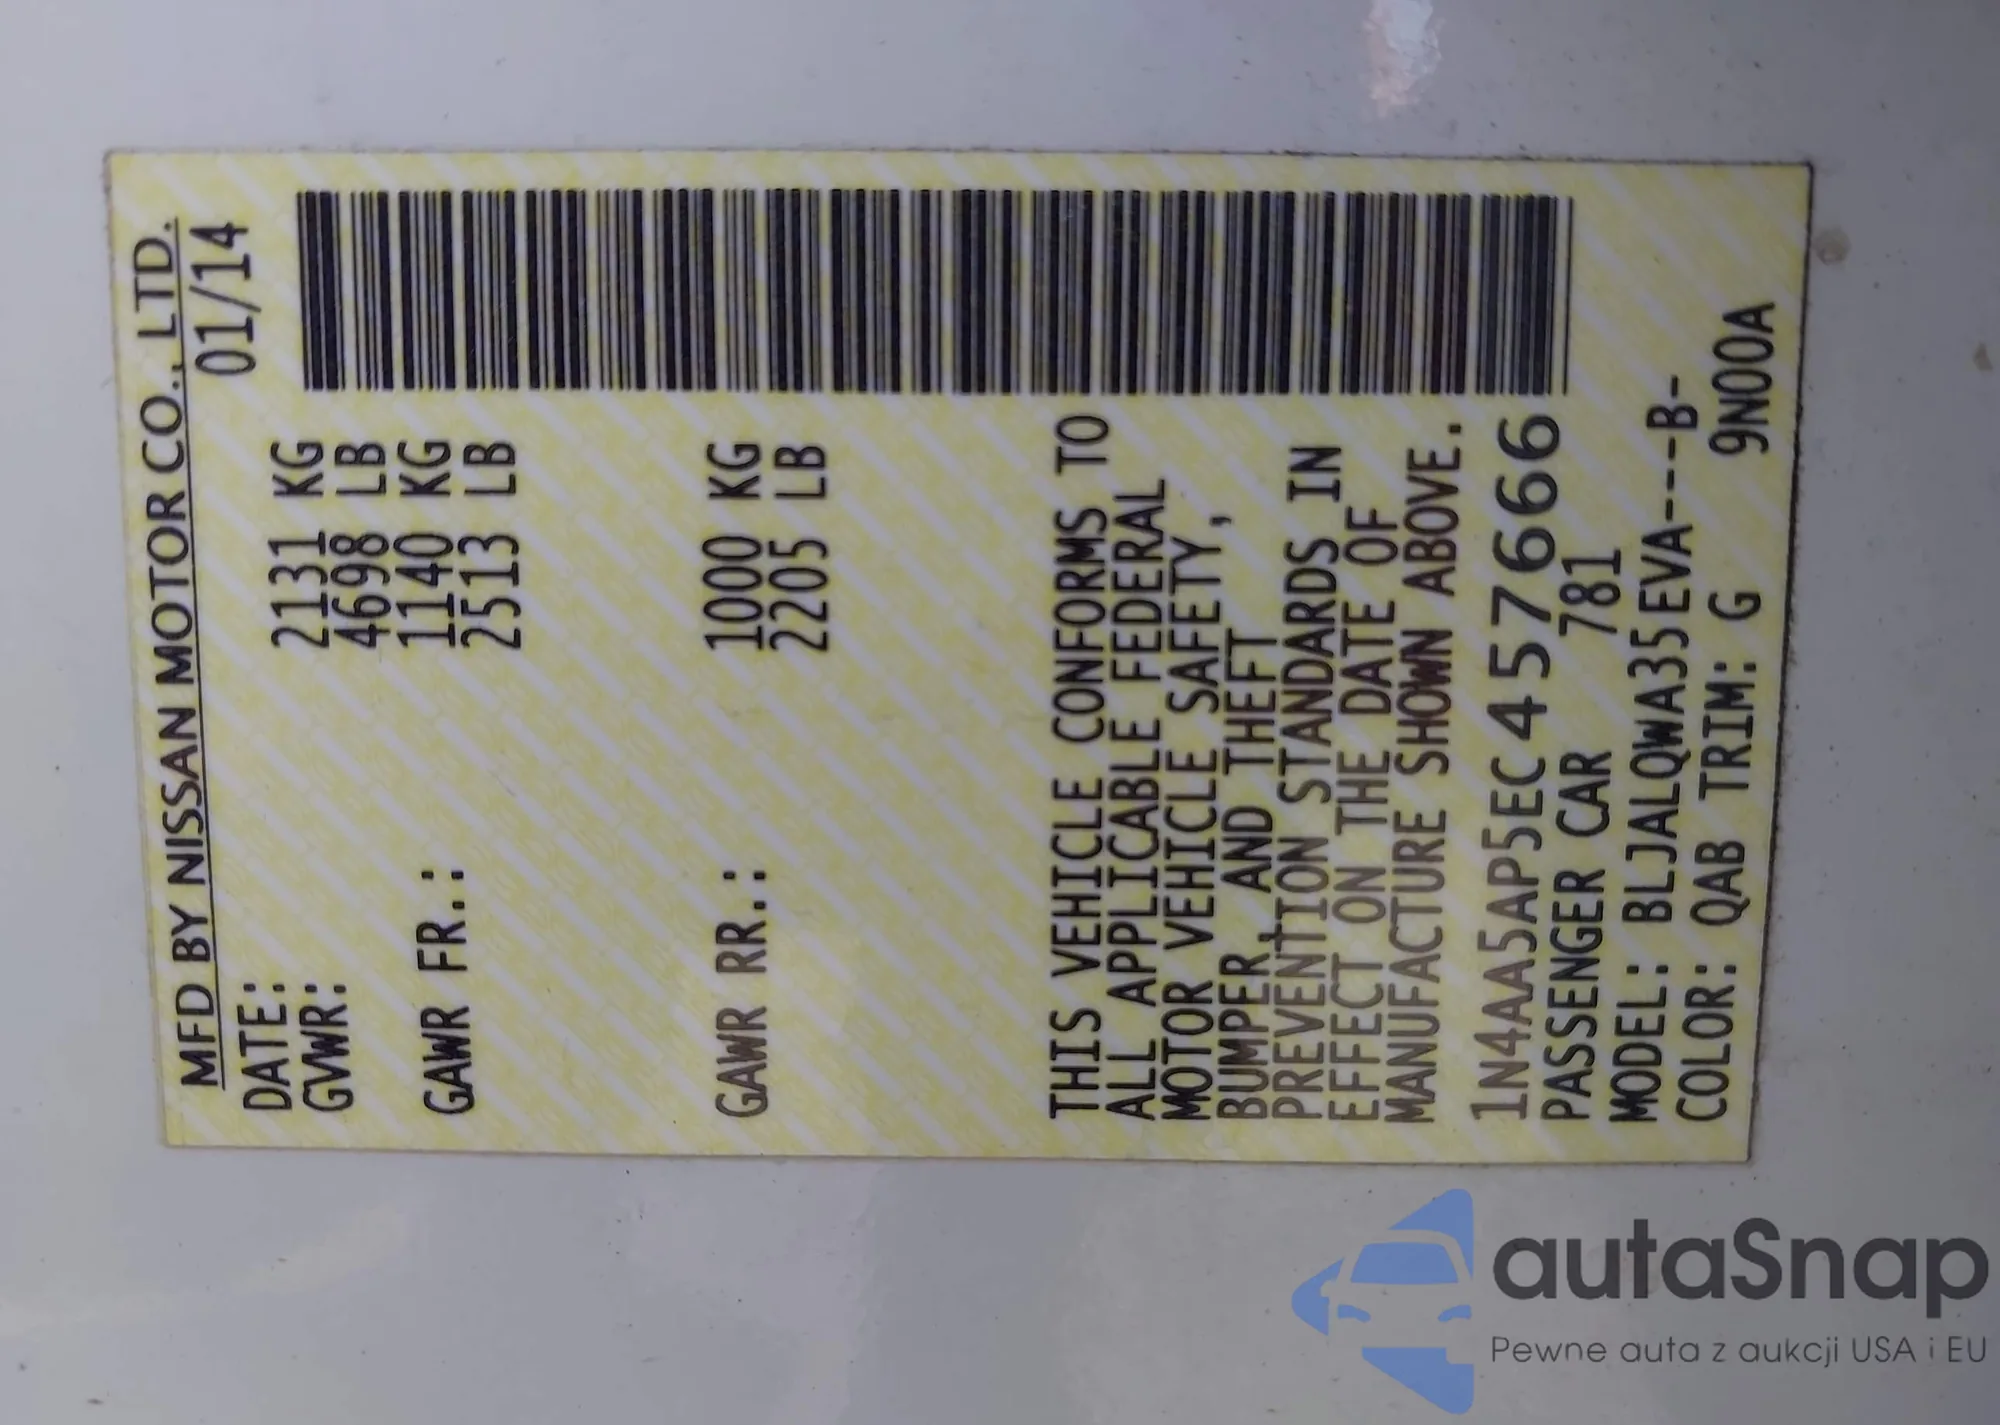 MFD BY NISSAN MOTOR CO., LTD.
DATE: 01/14
GVWR: 2131 KG
4698 LB
GAWR FR.: 1140 KG
2513 LB
GAWR RR.: 1000 KG
2205 LB
THIS VEHICLE CONFORMS TO
ALL APPLICABLE FEDERAL
MOTOR VEHICLE SAFETY,
BUMPER, AND THEFT
PREVENTION STANDARDS IN
EFFECT ON THE DATE OF
MANUFACTURE SHOWN ABOVE.
1N4AA5AP5EC457666
PASSENGER CAR 781
MODEL: BLJALQWA35EVA----B-
COLOR: QAB TRIM: G 9N00A
autaSnap
Pewne auta z aukcji USA i EU